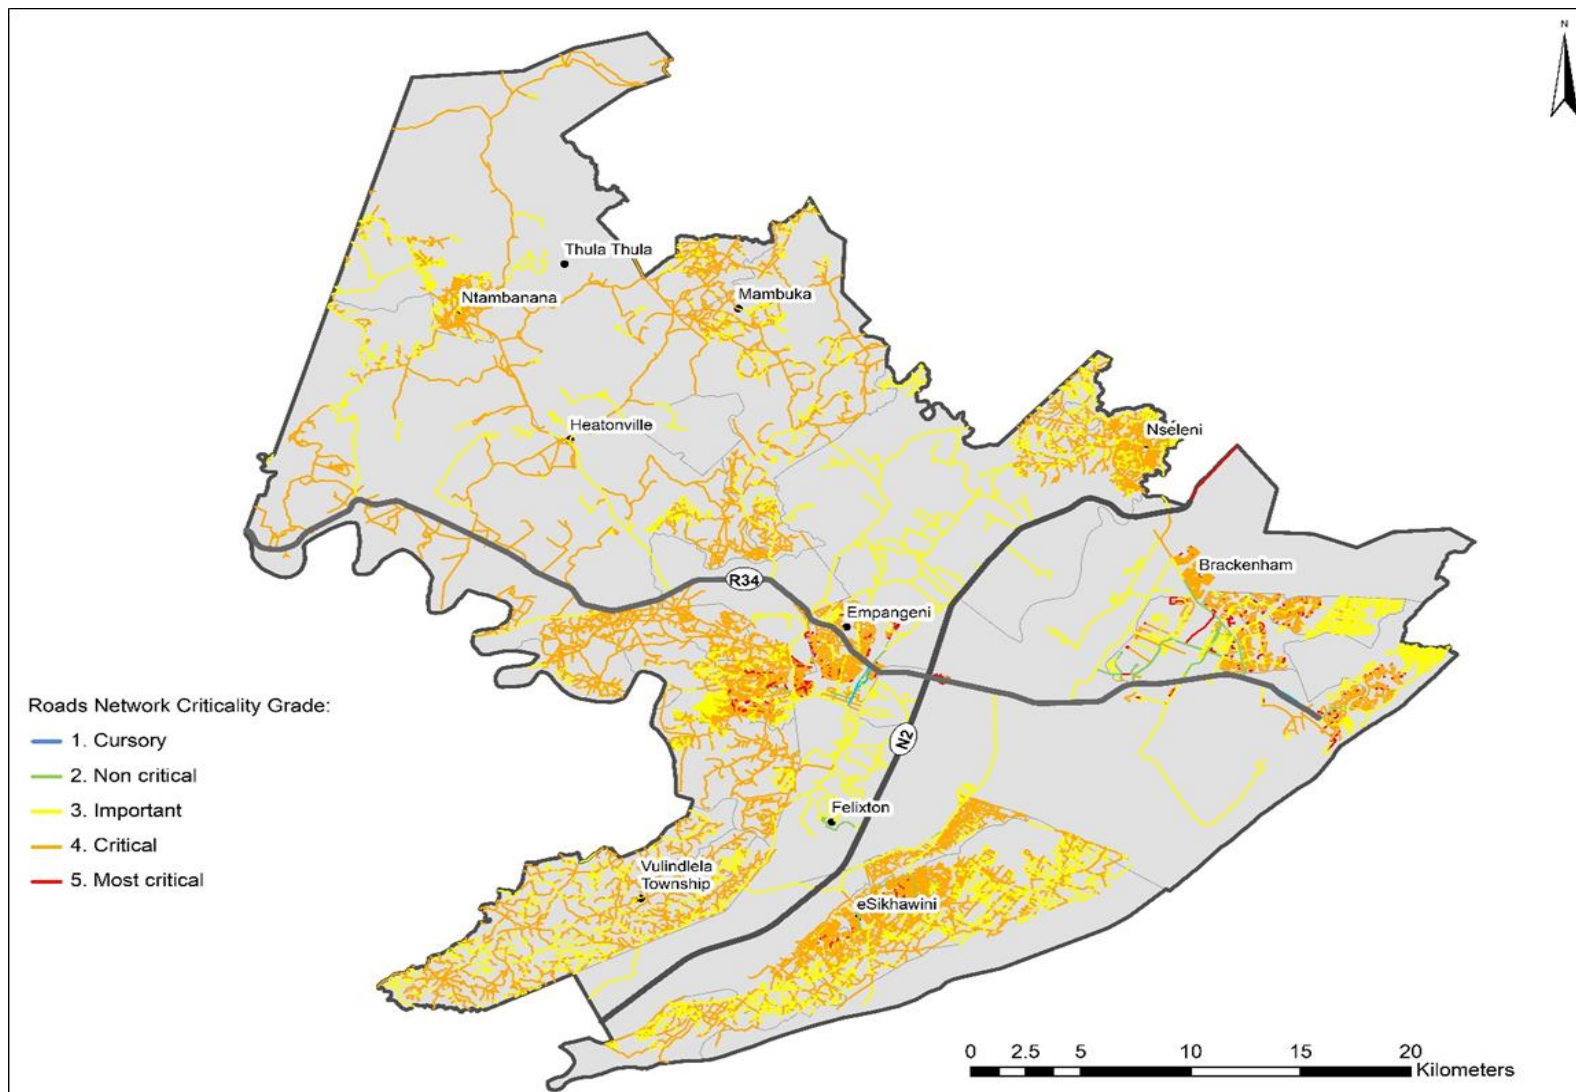 N
Thula Thula
Ntambanana
Mambuka
Heatonville
Nseleni
Brackenham
R34
Empangeni
N2
Felixton
Vulindlela
Township
eSikhawini
Roads Network Criticality Grade:
1. Cursory
2. Non critical
3. Important
4. Critical
5. Most critical
0 2.5 5 10 15 20
Kilometers